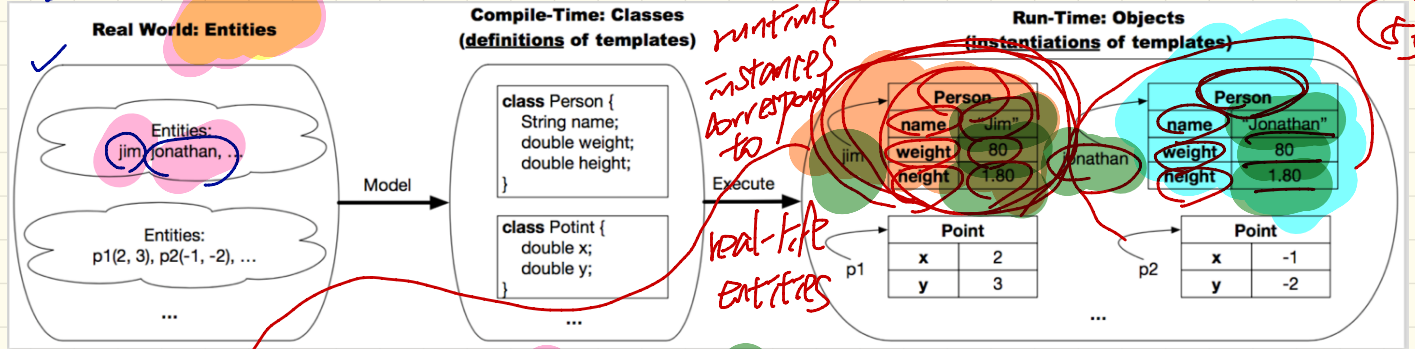 Real World: Entities
Entities:
jim, jonathan, ...
Entities:
p1(2, 3), p2(-1, -2), ...
...
Model
Compile-Time: Classes
(definitions of templates)
class Person {
String name;
double weight;
double height;
}
class Potint {
double x;
double y;
}
...
Execute
runtime
instances
correspond
to
real-life
entities
Run-Time: Objects
(instantiations of templates)
jim
Person
name "Jim"
weight 80
height 1.80
jonathan
Person
name "Jonathan"
weight 80
height 1.80
p1
Point
x 2
y 3
p2
Point
x -1
y -2
...